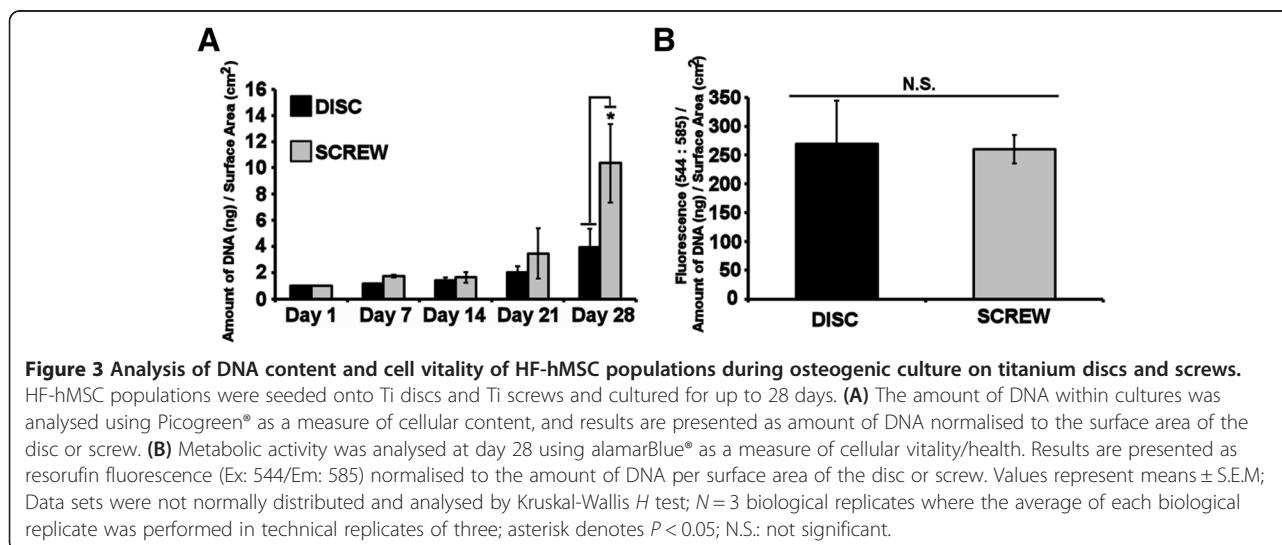 A
B
Amount of DNA (ng) / Surface Area (cm²)
16
14
12
10
8
6
4
2
0
DISC
SCREW
*
Day 1 Day 7 Day 14 Day 21 Day 28
Fluorescence (544 : 585) /
Amount of DNA (ng) / Surface Area (cm²)
N.S.
350
300
250
200
150
100
50
0
DISC SCREW
Figure 3 Analysis of DNA content and cell vitality of HF-hMSC populations during osteogenic culture on titanium discs and screws.
HF-hMSC populations were seeded onto Ti discs and Ti screws and cultured for up to 28 days. (A) The amount of DNA within cultures was
analysed using Picogreen® as a measure of cellular content, and results are presented as amount of DNA normalised to the surface area of the
disc or screw. (B) Metabolic activity was analysed at day 28 using alamarBlue® as a measure of cellular vitality/health. Results are presented as
resorufin fluorescence (Ex: 544/Em: 585) normalised to the amount of DNA per surface area of the disc or screw. Values represent means ± S.E.M;
Data sets were not normally distributed and analysed by Kruskal-Wallis H test; N = 3 biological replicates where the average of each biological
replicate was performed in technical replicates of three; asterisk denotes P < 0.05; N.S.: not significant.